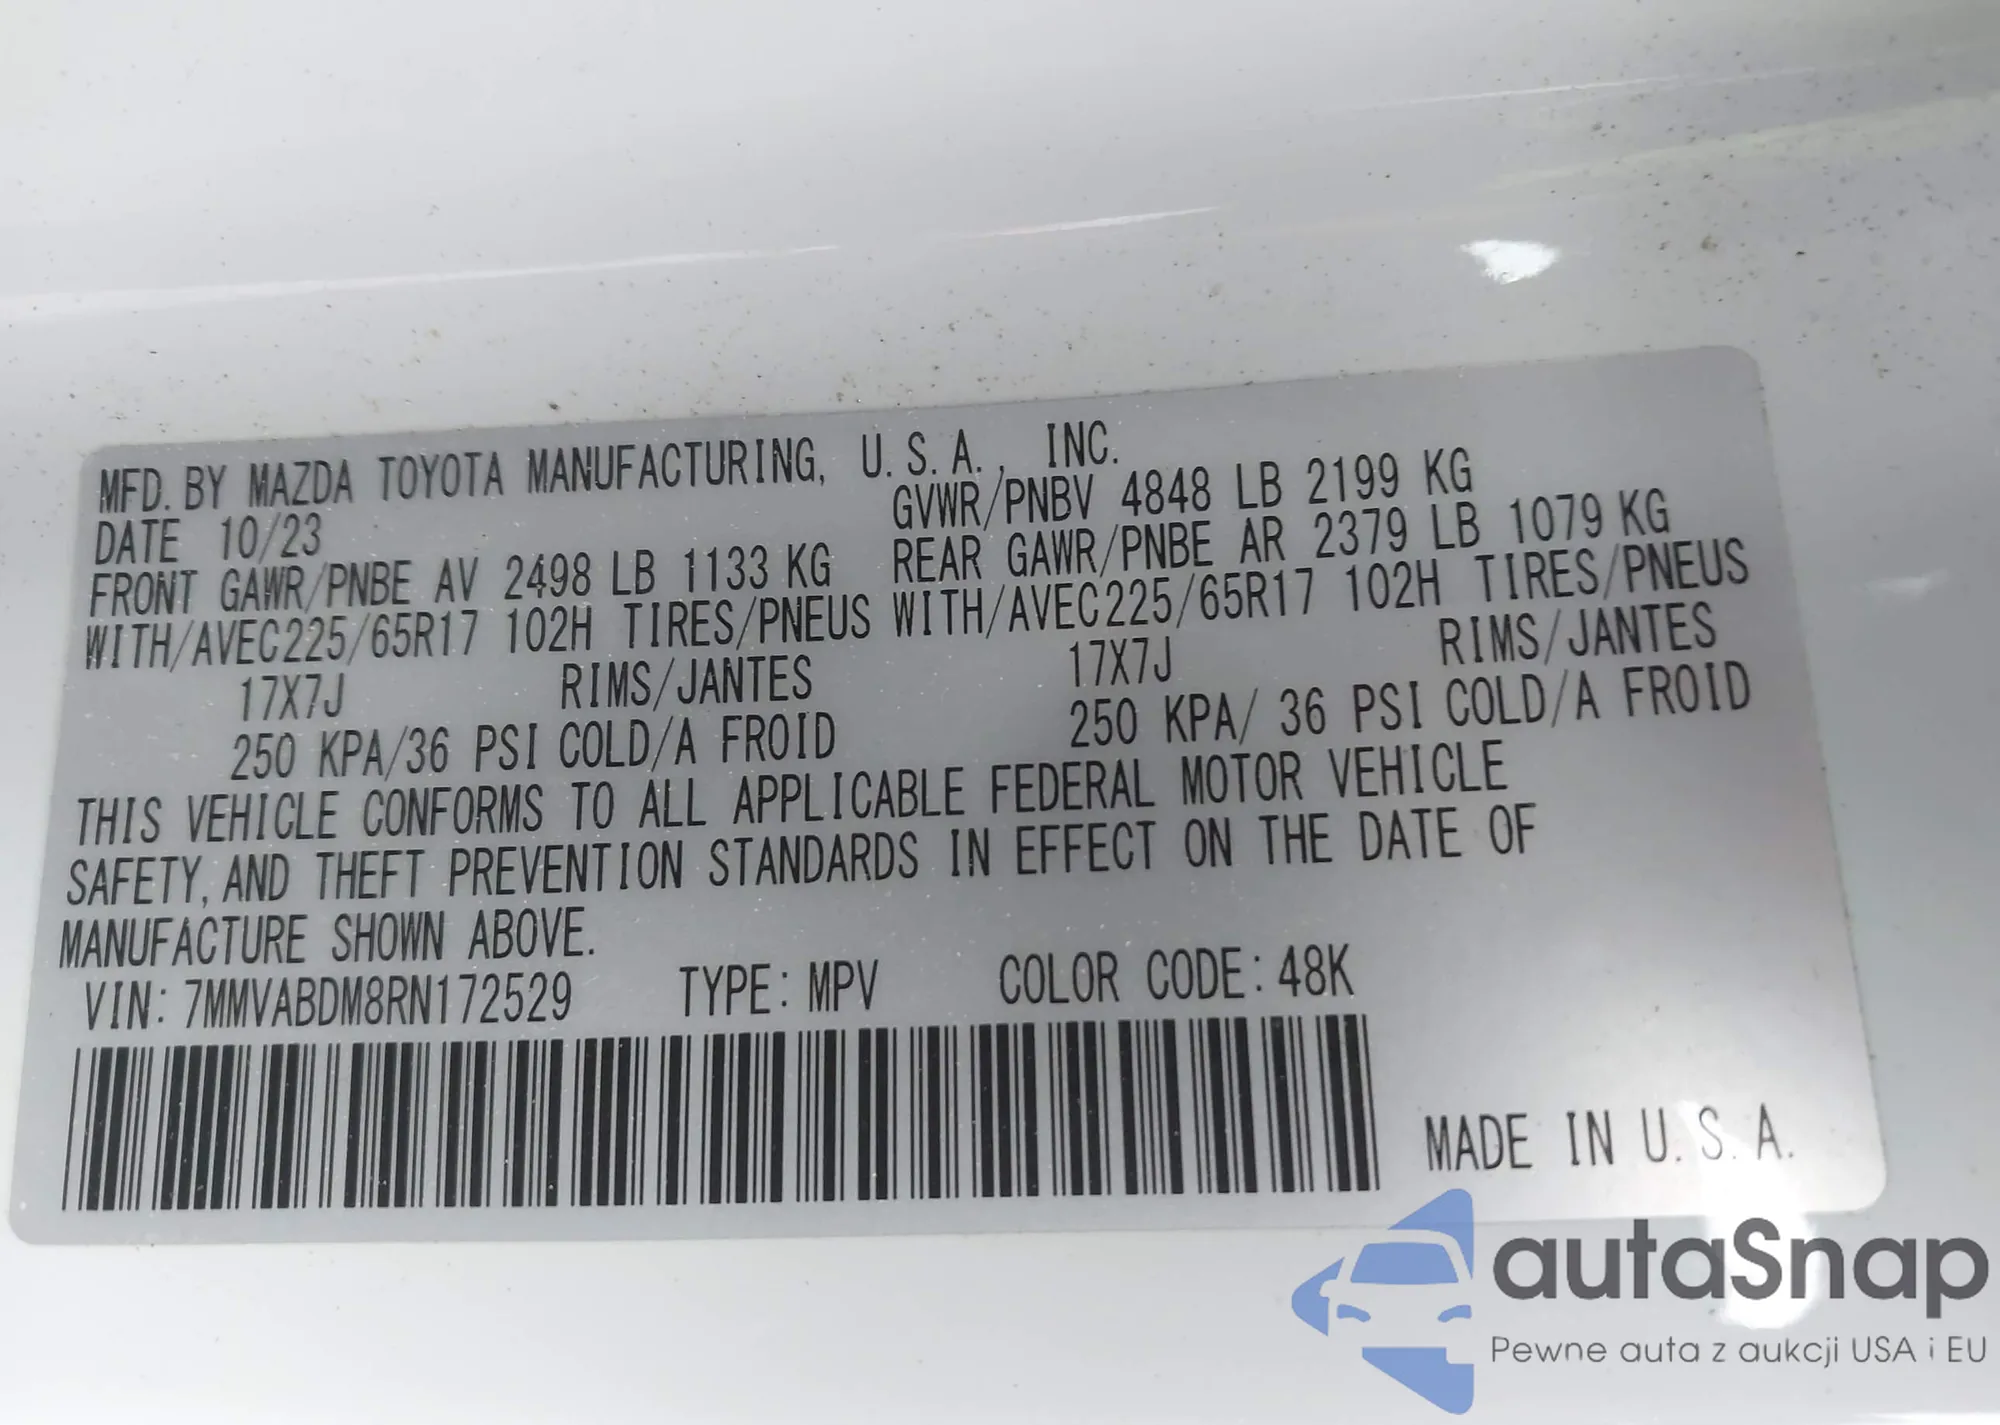 MFD. BY MAZDA TOYOTA MANUFACTURING, U.S.A., INC.
DATE 10/23 GVWR/PNBV 4848 LB 2199 KG
FRONT GAWR/PNBE AV 2498 LB 1133 KG REAR GAWR/PNBE AR 2379 LB 1079 KG
WITH/AVEC225/65R17 102H TIRES/PNEUS WITH/AVEC225/65R17 102H TIRES/PNEUS
17X7J RIMS/JANTES 17X7J RIMS/JANTES
250 KPA/36 PSI COLD/A FROID 250 KPA/ 36 PSI COLD/A FROID
THIS VEHICLE CONFORMS TO ALL APPLICABLE FEDERAL MOTOR VEHICLE
SAFETY, AND THEFT PREVENTION STANDARDS IN EFFECT ON THE DATE OF
MANUFACTURE SHOWN ABOVE.
VIN: 7MMVABDM8RN172529 TYPE: MPV COLOR CODE: 48K
MADE IN U.S.A.
autaSnap
Pewne auta z aukcji USA i EU